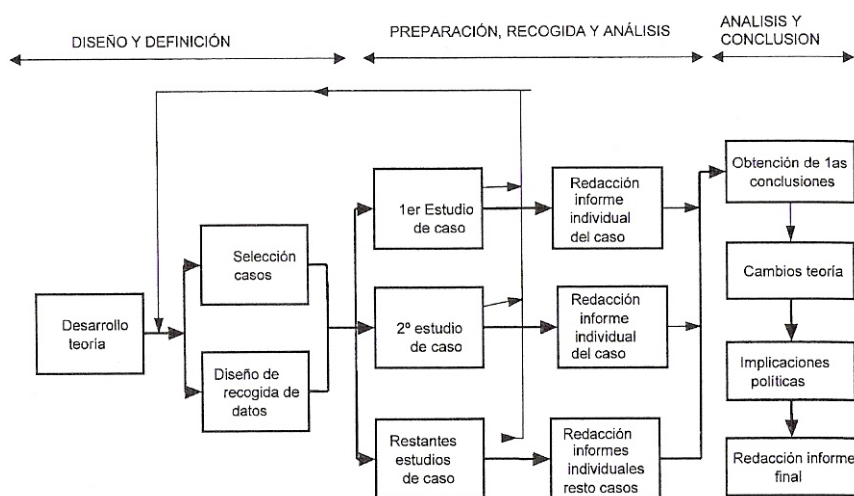 DISEÑO Y DEFINICIÓN
PREPARACIÓN, RECOGIDA Y ANÁLISIS
ANALISIS Y
CONCLUSION
Desarrollo
teoría
Selección
casos
Diseño de
recogida de
datos
1er Estudio
de caso
2º estudio
de caso
Restantes
estudios
de caso
Redacción
informe
individual
del caso
Redacción
informe
individual
del caso
Redacción
informes
individuales
resto casos
Obtención de 1as
conclusiones
Cambios teoría
Implicaciones
políticas
Redacción informe
final